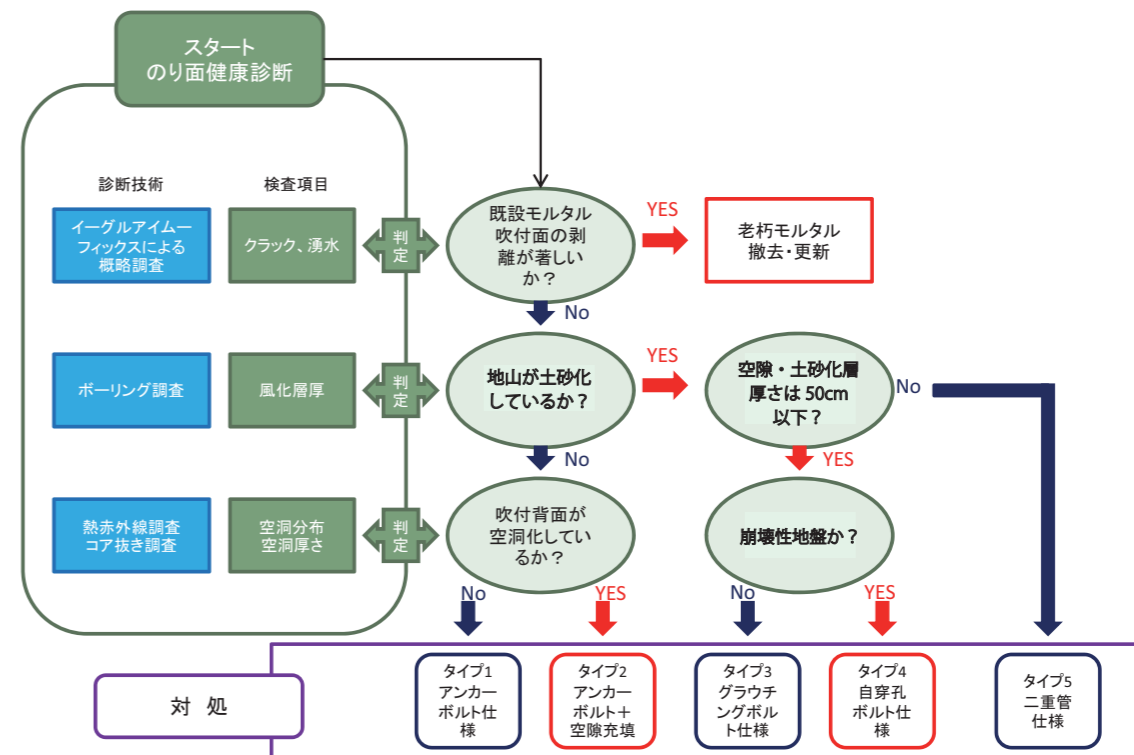 スタート
のり面健康診断
診断技術
検査項目
イーグルアイムー
フィックスによる
概略調査
クラック、湧水
判
定
既設モルタル
吹付面の剥
離が著しい
か？
YES
老朽モルタル
撤去・更新
No
ボーリング調査
風化層厚
判
定
地山が土砂化
しているか？
YES
空隙・土砂化層
厚さは 50cm
以下？
No
No
YES
熱赤外線調査
コア抜き調査
空洞分布
空洞厚さ
判
定
吹付背面が
空洞化してい
るか？
崩壊性地盤か？
No
YES
No
YES
対 処
タイプ1
アンカー
ボルト仕
様
タイプ2
アンカー
ボルト＋
空隙充填
タイプ3
グラウチ
ングボル
ト仕様
タイプ4
自穿孔
ボルト仕
様
タイプ5
二重管
仕様